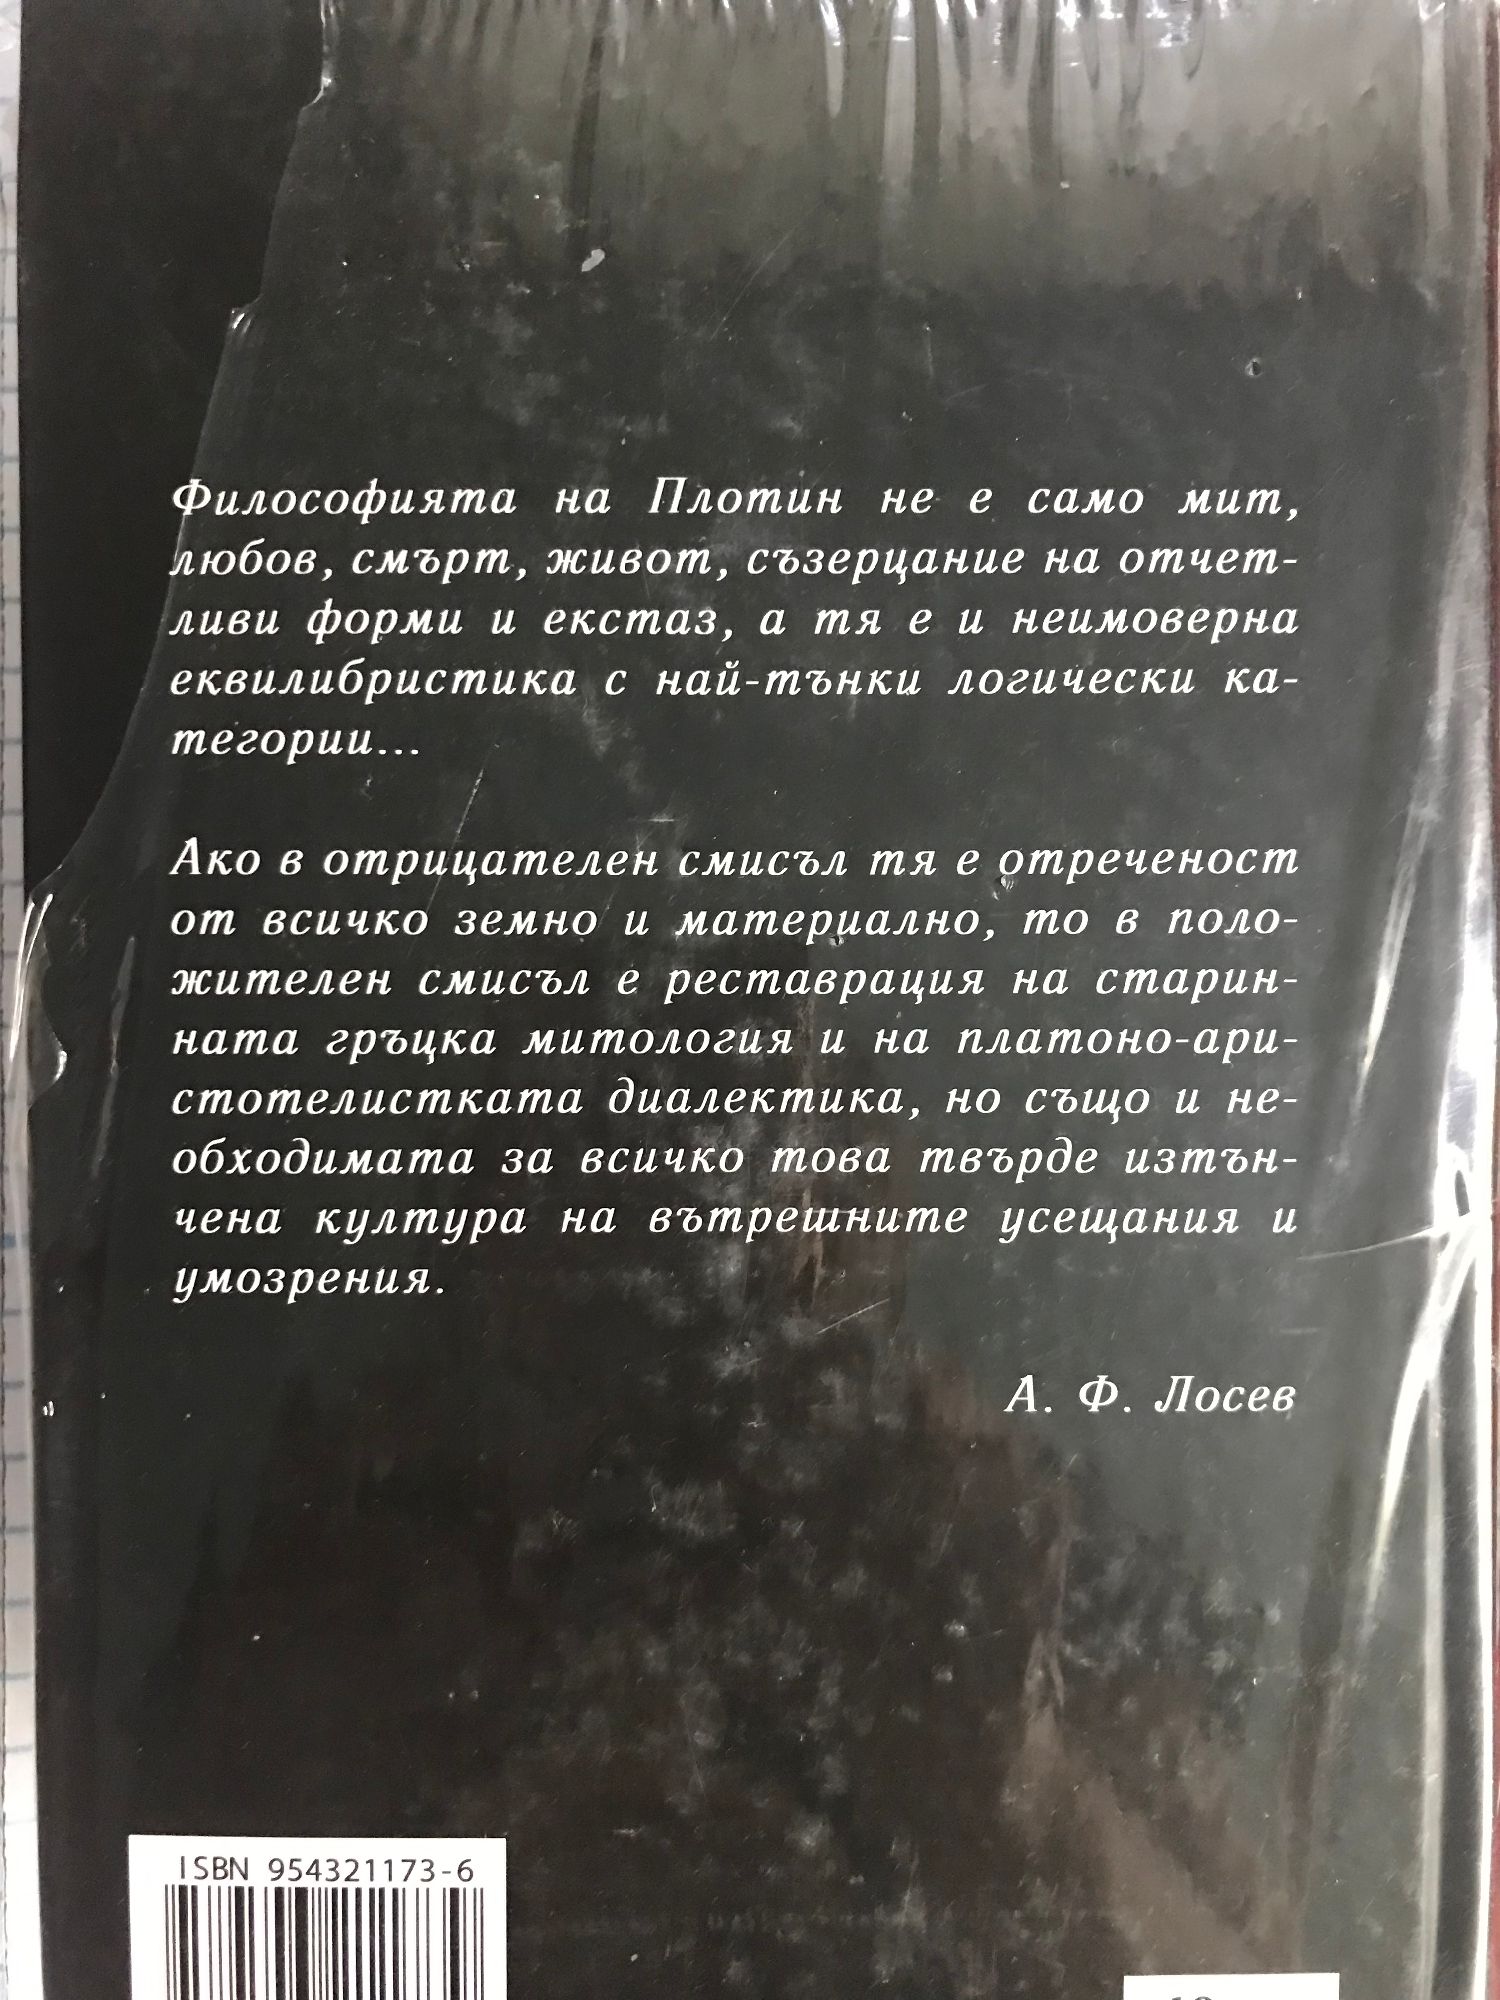 Философията на Плотин не е само мит,
любов, смърт, живот, съзерцание на отчет-
ливи форми и екстаз, а тя е и неимоверна
еквилибристика с най-тънки логически ка-
тегории...
Ако в отрицателен смисъл тя е отреченост
от всичко земно и материално, то в поло-
жителен смисъл е реставрация на старин-
ната гръцка митология и на платоно-ари-
стотелистката диалектика, но също и не-
обходимата за всичко това твърде изтън-
чена култура на вътрешните усещания и
умозрения.
А. Ф. Лосев
ISBN 954321173-6